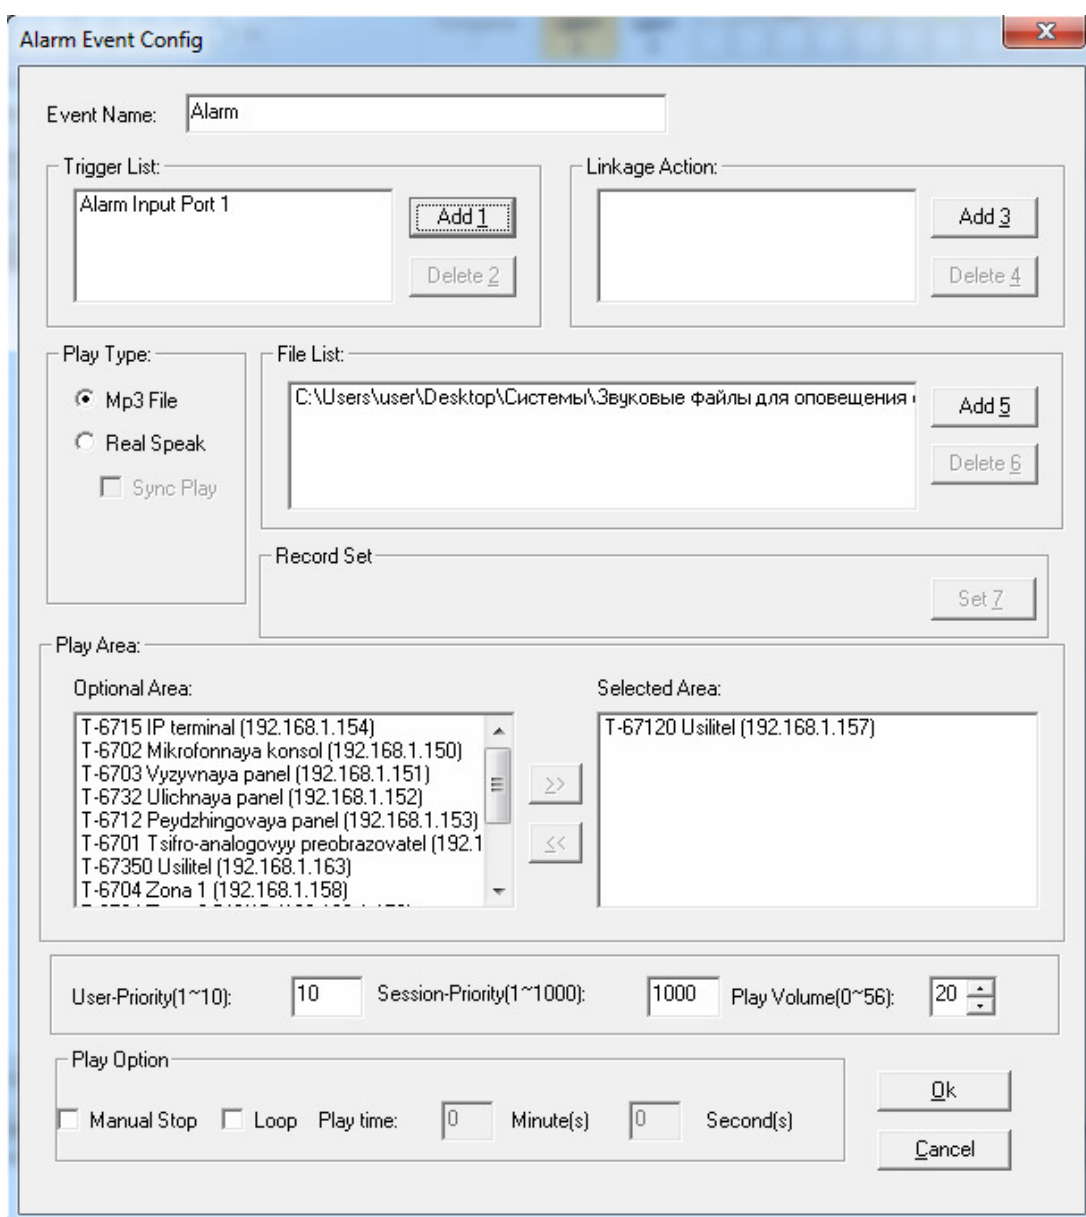 Alarm Event Config
Event Name: Alarm
Trigger List:
Alarm Input Port 1
Add 1
Delete 2
Linkage Action:
Add 3
Delete 4
Play Type:
Mp3 File
Real Speak
Sync Play
File List:
C:\Users\user\Desktop\Системы\Звуковые файлы для оповещения
Add 5
Delete 6
Record Set
Set 7
Play Area:
Optional Area:
T-6715 IP terminal (192.168.1.154)
T-6702 Mikrofonnaya konsol (192.168.1.150)
T-6703 Vyzyvnaya panel (192.168.1.151)
T-6732 Ulichnaya panel (192.168.1.152)
T-6712 Peydzhingovaya panel (192.168.1.153)
T-6701 Tsifro-analogovyy preobrazovatel (192.1
T-67350 Usilitel (192.168.1.163)
T-6704 Zona 1 (192.168.1.158)
>>
<<
Selected Area:
T-67120 Usilitel (192.168.1.157)
User-Priority(1~10): 10 Session-Priority(1~1000): 1000 Play Volume(0~56): 20
Play Option
Manual Stop Loop Play time: 0 Minute(s) 0 Second(s)
Ok
Cancel